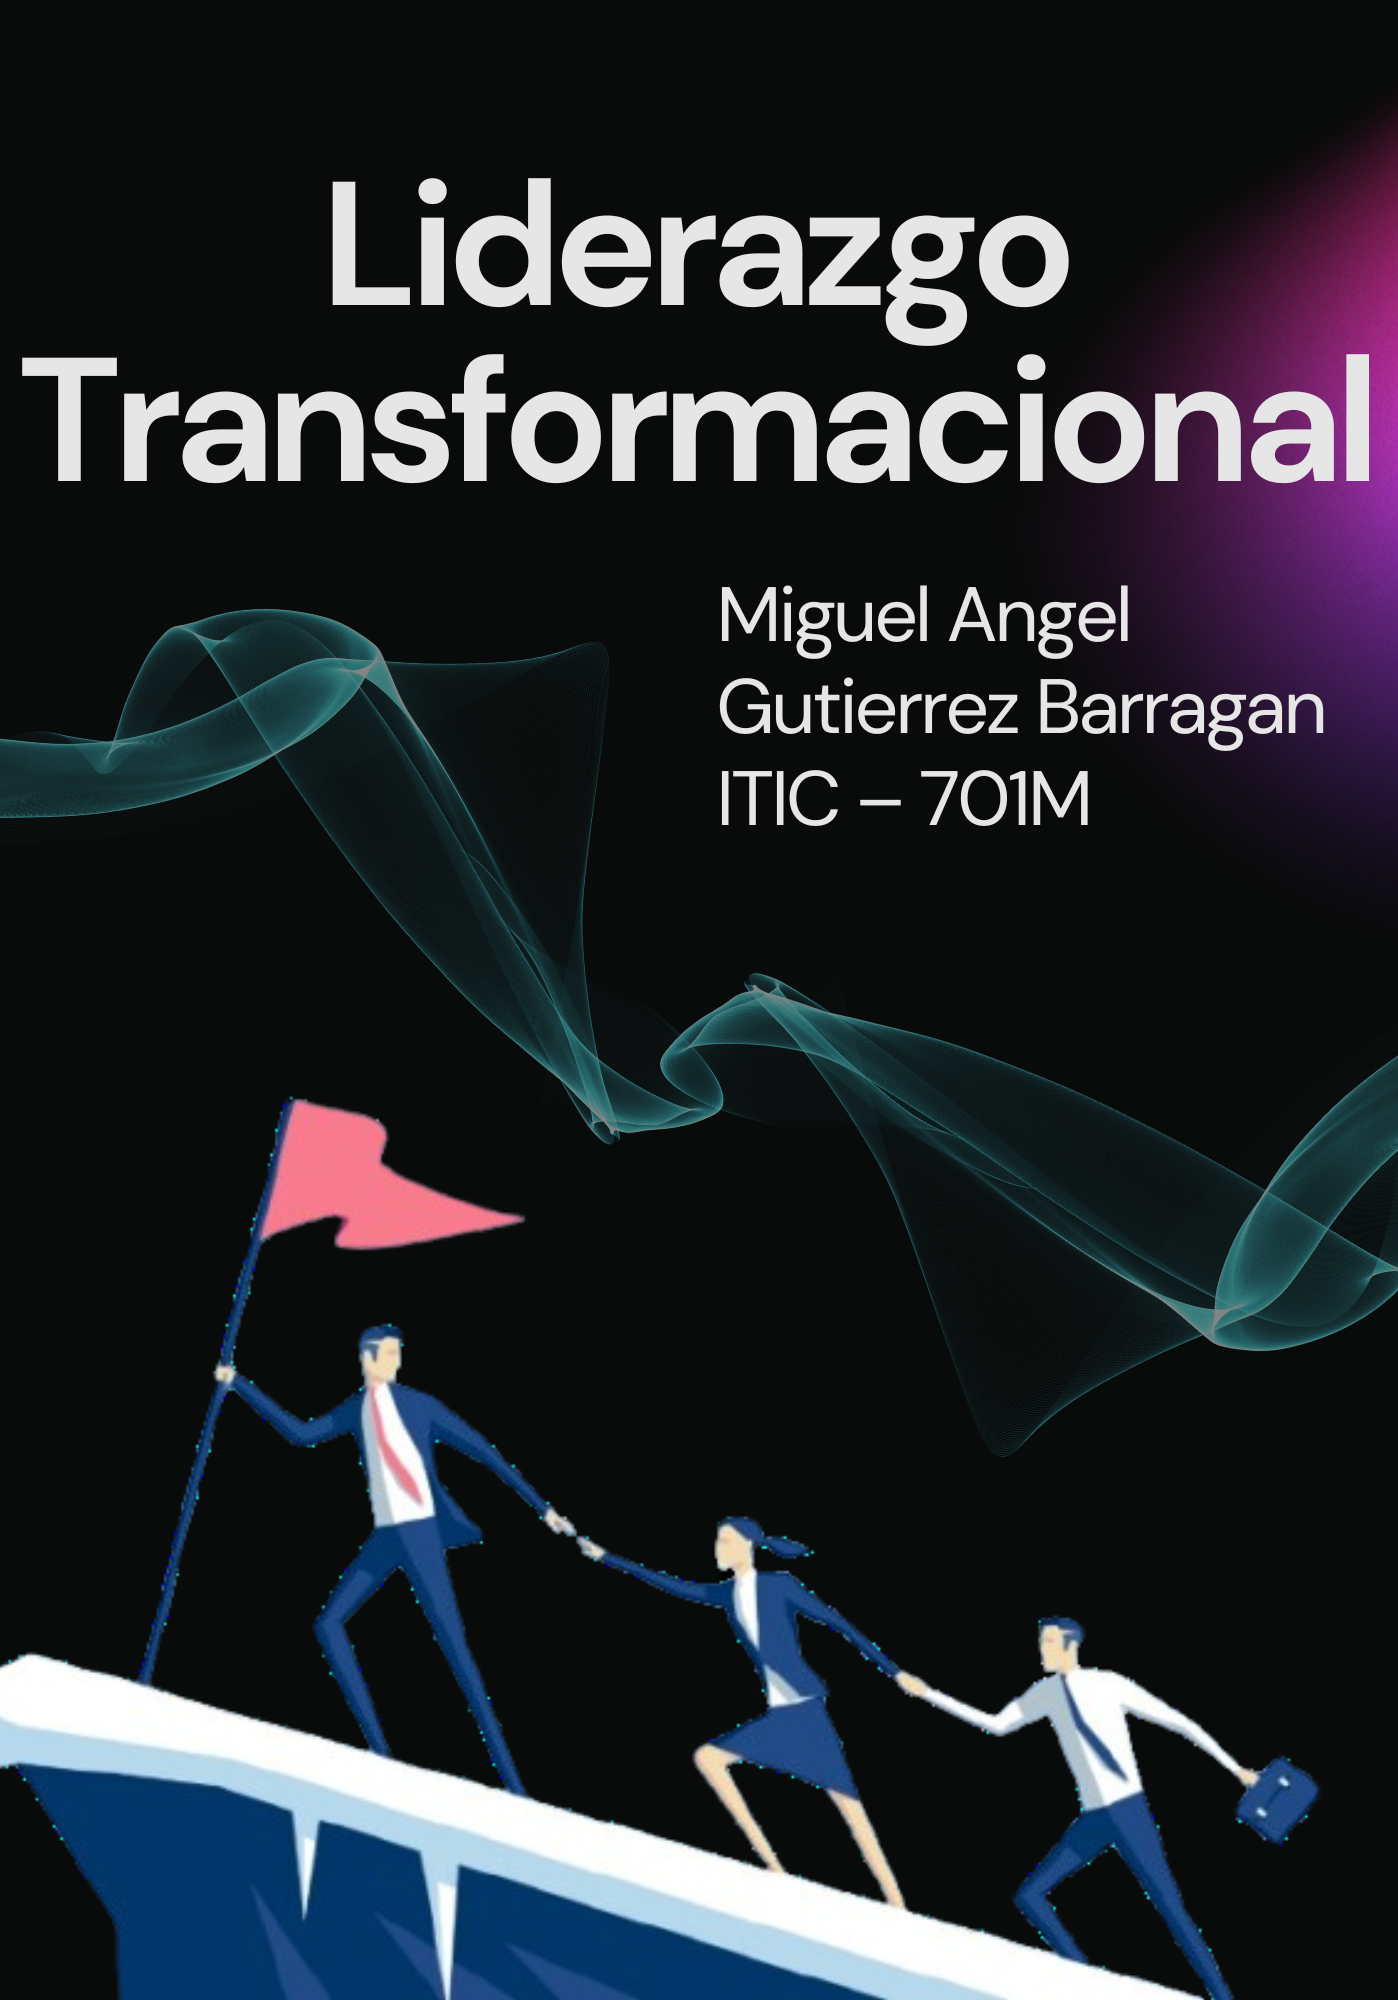 Liderazgo
Transformacional
Miguel Angel
Gutierrez Barragan
ITIC – 701M